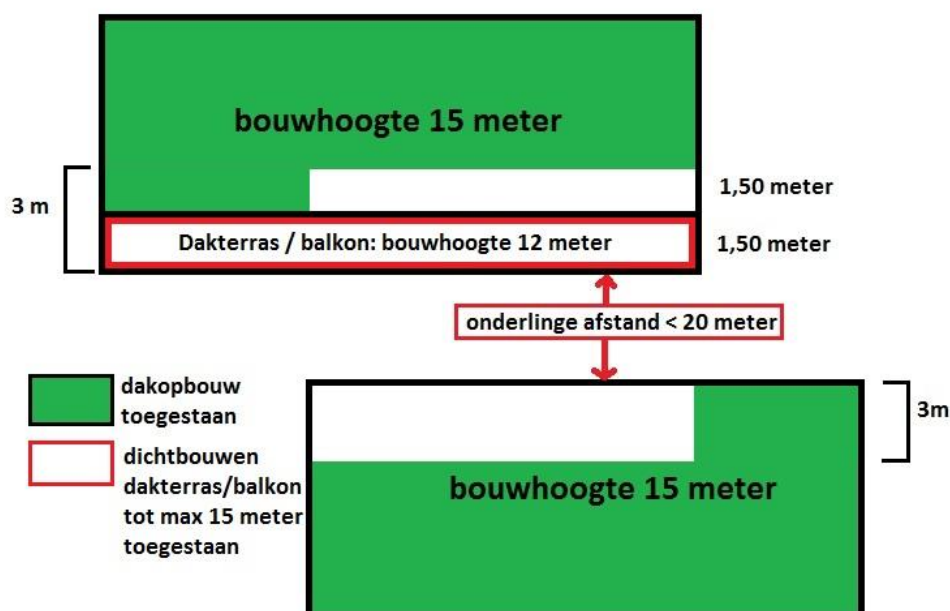 bouwhoogte 15 meter
1,50 meter
3 m
Dakterras / balkon: bouwhoogte 12 meter
1,50 meter
onderlinge afstand < 20 meter
dakopbouw
toegestaan
3m
dichtbouwen
dakterras/balkon
tot max 15 meter
toegestaan
bouwhoogte 15 meter